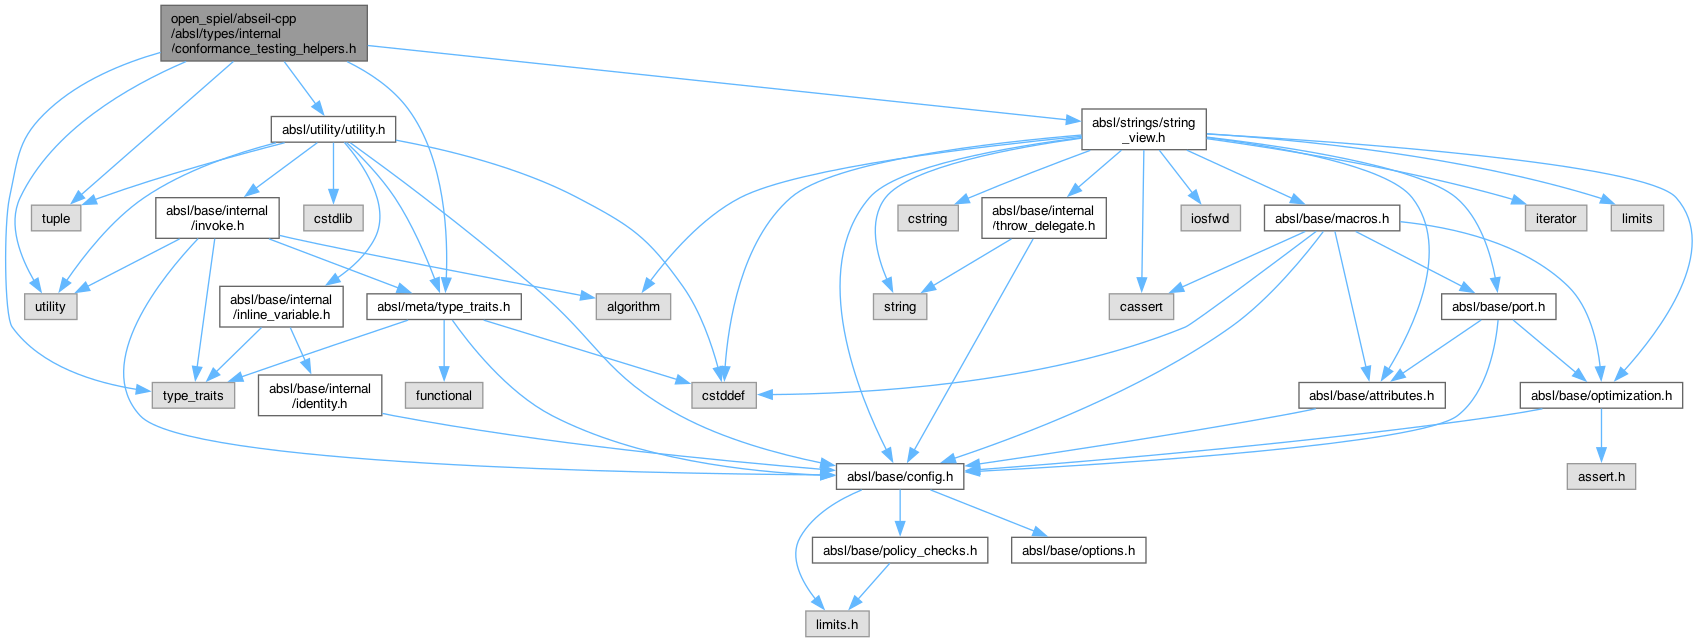 open_spiel/abseil-cpp
/absl/types/internal
/conformance_testing_helpers.h
absl/utility/utility.h
absl/strings/string
_view.h
tuple
absl/base/internal
/invoke.h
cstdlib
cstring
absl/base/internal
/throw_delegate.h
iosfwd
absl/base/macros.h
iterator
limits
utility
absl/base/internal
/inline_variable.h
absl/meta/type_traits.h
algorithm
string
cassert
absl/base/port.h
type_traits
absl/base/internal
/identity.h
functional
cstddef
absl/base/attributes.h
absl/base/optimization.h
absl/base/config.h
assert.h
absl/base/policy_checks.h
absl/base/options.h
limits.h